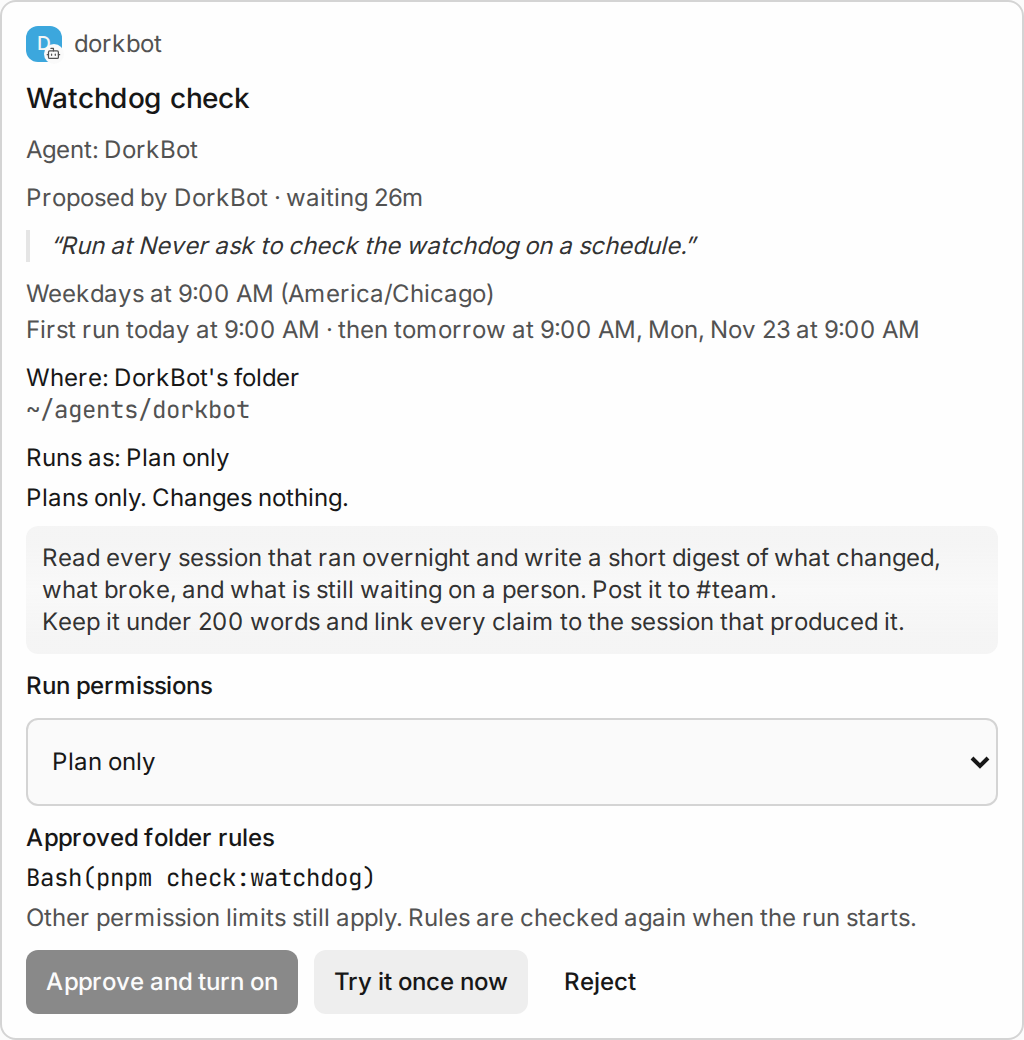 D
dorkbot
Watchdog check
Agent: DorkBot
Proposed by DorkBot · waiting 26m
“Run at Never ask to check the watchdog on a schedule.”
Weekdays at 9:00 AM (America/Chicago)
First run today at 9:00 AM · then tomorrow at 9:00 AM, Mon, Nov 23 at 9:00 AM
Where: DorkBot's folder
~/agents/dorkbot
Runs as: Plan only
Plans only. Changes nothing.
Read every session that ran overnight and write a short digest of what changed,
what broke, and what is still waiting on a person. Post it to #team.
Keep it under 200 words and link every claim to the session that produced it.
Run permissions
Plan only
Approved folder rules
Bash(pnpm check:watchdog)
Other permission limits still apply. Rules are checked again when the run starts.
Approve and turn on
Try it once now
Reject